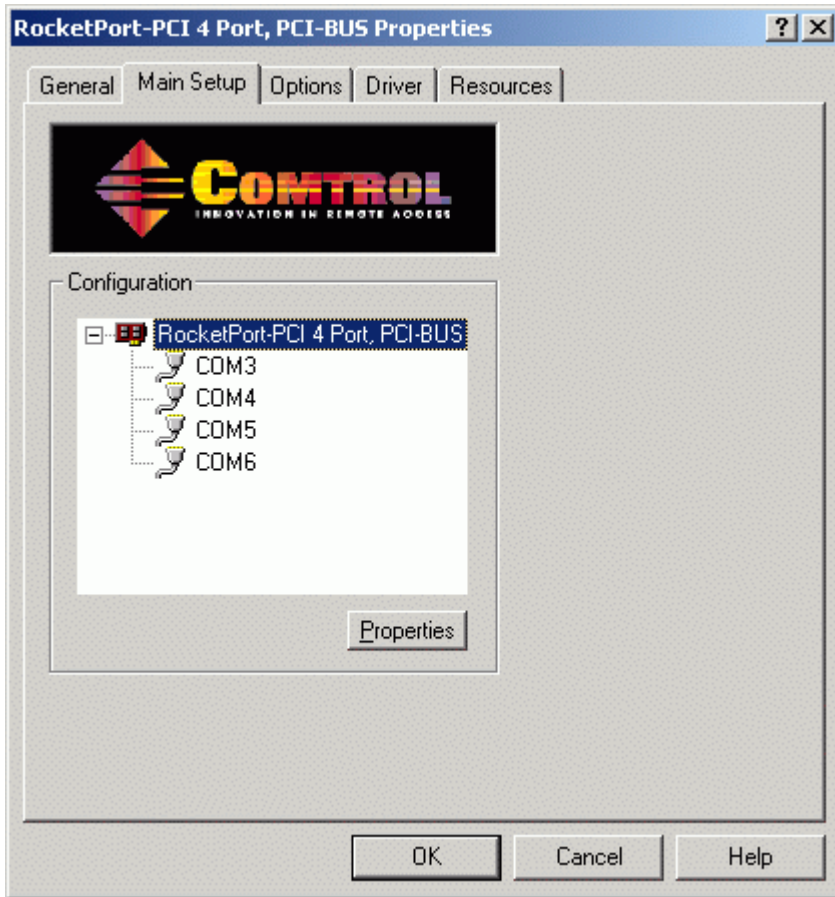 RocketPort-PCI 4 Port, PCI-BUS Properties
General Main Setup Options Driver Resources
COMTROL
INNOVATION IN REMOTE ACCESS
Configuration
RocketPort-PCI 4 Port, PCI-BUS
COM3
COM4
COM5
COM6
Properties
OK Cancel Help